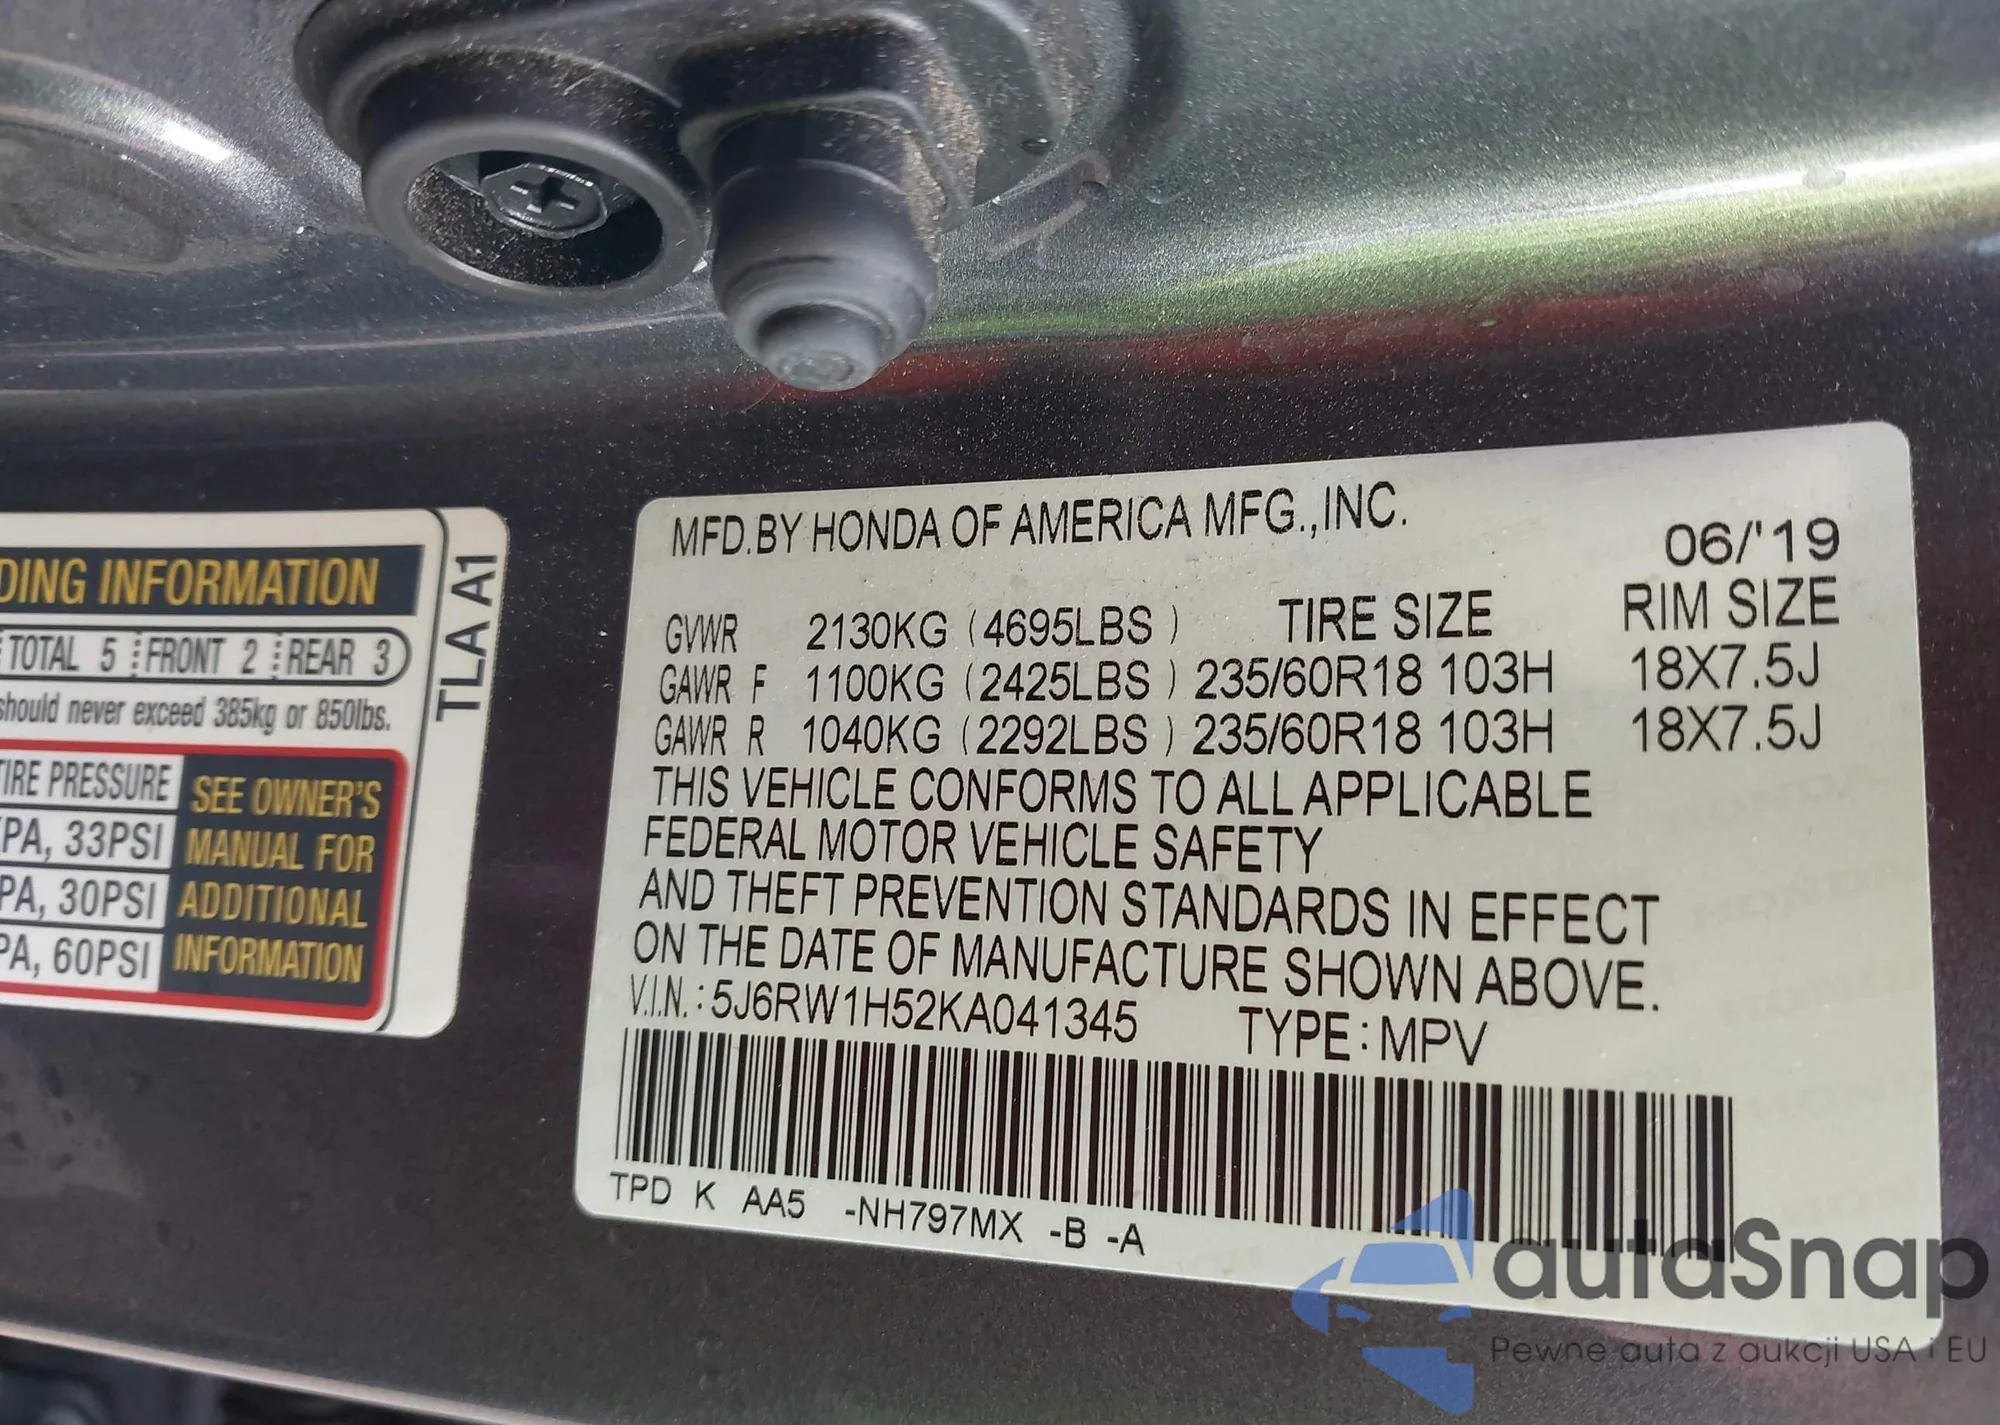 DING INFORMATION
TOTAL 5 FRONT 2 REAR 3
should never exceed 385kg or 850lbs.
TIRE PRESSURE
KPA, 33PSI
PA, 30PSI
PA, 60PSI
SEE OWNER'S
MANUAL FOR
ADDITIONAL
INFORMATION
TLA A1
MFD.BY HONDA OF AMERICA MFG.,INC.
06/'19
GVWR 2130KG (4695LBS ) TIRE SIZE RIM SIZE
GAWR F 1100KG (2425LBS ) 235/60R18 103H 18X7.5J
GAWR R 1040KG (2292LBS ) 235/60R18 103H 18X7.5J
THIS VEHICLE CONFORMS TO ALL APPLICABLE
FEDERAL MOTOR VEHICLE SAFETY
AND THEFT PREVENTION STANDARDS IN EFFECT
ON THE DATE OF MANUFACTURE SHOWN ABOVE.
V.I.N.: 5J6RW1H52KA041345 TYPE: MPV
TPD K AA5 -NH797MX -B -A
autaSnap
Pewne auta z aukcji USA i EU